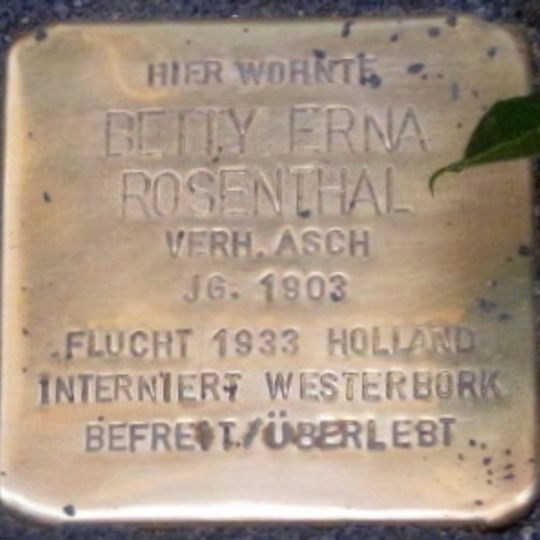 HIER WOHNTE
BETTY ERNA
ROSENTHAL
VERH. ASCH
JG. 1903
FLUCHT 1933 HOLLAND
INTERNIERT WESTERBORK
BEFREIT/ÜBERLEBT